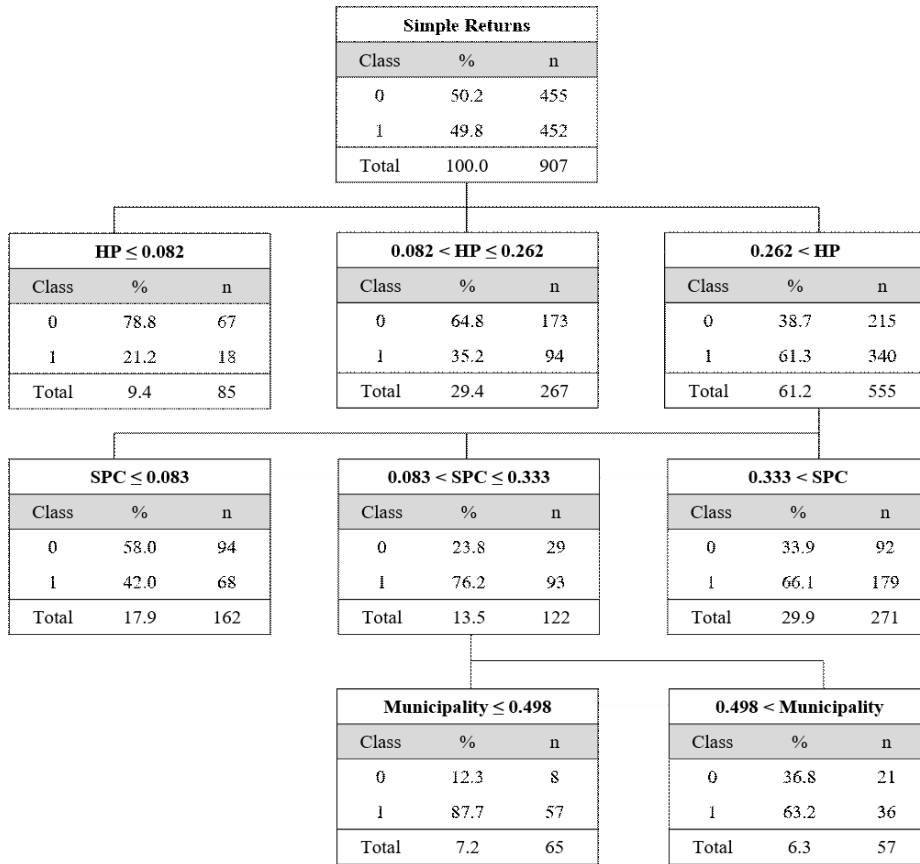 Simple Returns
Class % n
0 50.2 455
1 49.8 452
Total 100.0 907
HP ≤ 0.082
Class % n
0 78.8 67
1 21.2 18
Total 9.4 85
0.082 < HP ≤ 0.262
Class % n
0 64.8 173
1 35.2 94
Total 29.4 267
0.262 < HP
Class % n
0 38.7 215
1 61.3 340
Total 61.2 555
SPC ≤ 0.083
Class % n
0 58.0 94
1 42.0 68
Total 17.9 162
0.083 < SPC ≤ 0.333
Class % n
0 23.8 29
1 76.2 93
Total 13.5 122
0.333 < SPC
Class % n
0 33.9 92
1 66.1 179
Total 29.9 271
Municipality ≤ 0.498
Class % n
0 12.3 8
1 87.7 57
Total 7.2 65
0.498 < Municipality
Class % n
0 36.8 21
1 63.2 36
Total 6.3 57